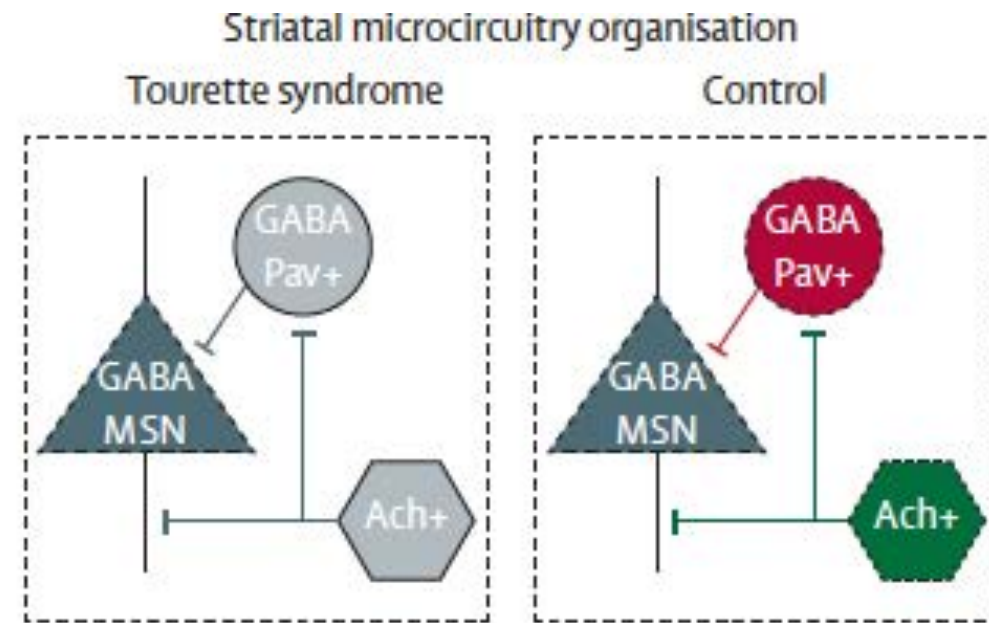 Striatal microcircuitry organisation
Tourette syndrome
Control
GABA
Pav+
GABA
MSN
Ach+
GABA
Pav+
GABA
MSN
Ach+